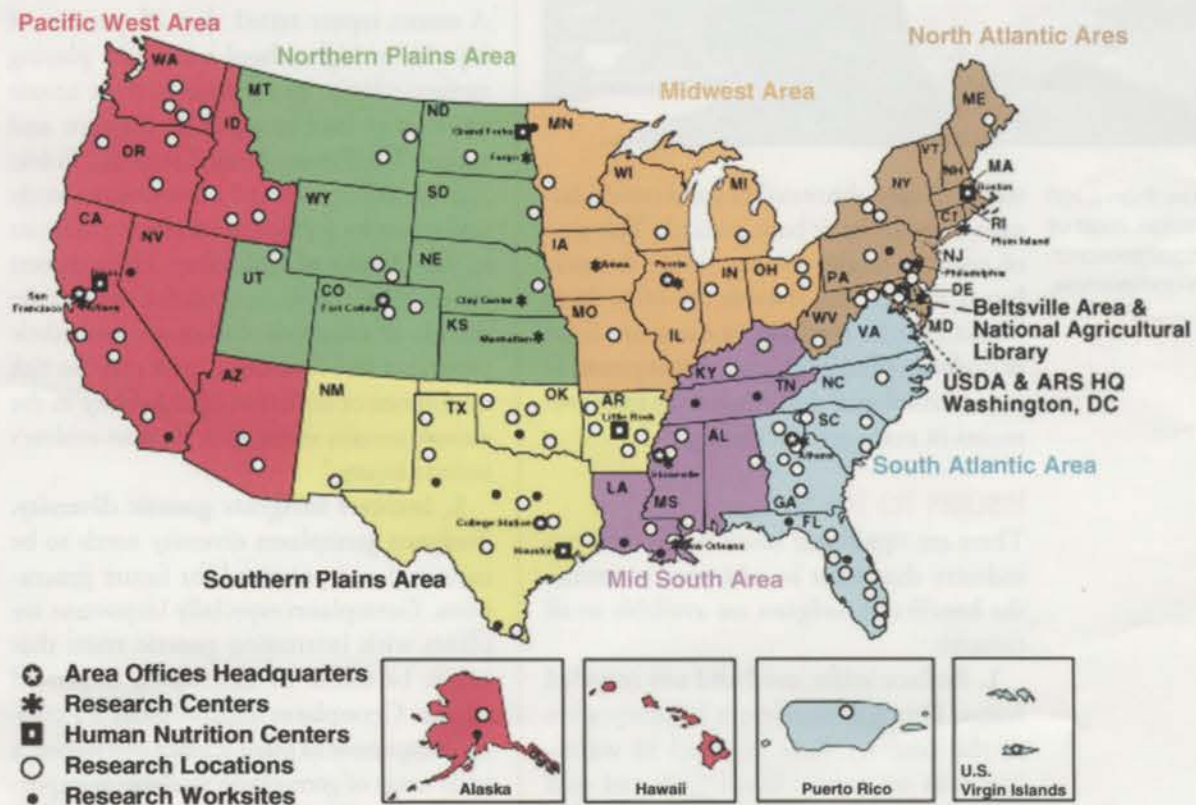 Pacific West Area
Northern Plains Area
Midwest Area
North Atlantic Ares
WA
MT
ND
MN
ME
ID
OR
Grand Forks
Fargo
WI
MI
VT
NH
MA
NY
Boston
WY
SD
CT
RI
Plum Island
CA
NV
IA
Ames
NE
Peoria
IN
OH
PA
NJ
Philadelphia
UT
CO
Clay Center
DE
San
Francisco
Fort Collins
MO
IL
WV
MD
VA
Beltsville Area &
National Agricultural
Library
KS
Manhattan
KY
USDA & ARS HQ
Washington, DC
AZ
NM
TX
OK
AR
Little Rock
TN
NC
SC
AL
Athens
South Atlantic Area
LA
MS
GA
FL
College Station
Houston
New Orleans
Southern Plains Area
Mid South Area
Area Offices Headquarters
Research Centers
Human Nutrition Centers
Research Locations
Research Worksites
Alaska
Hawaii
Puerto Rico
U.S.
Virgin Islands